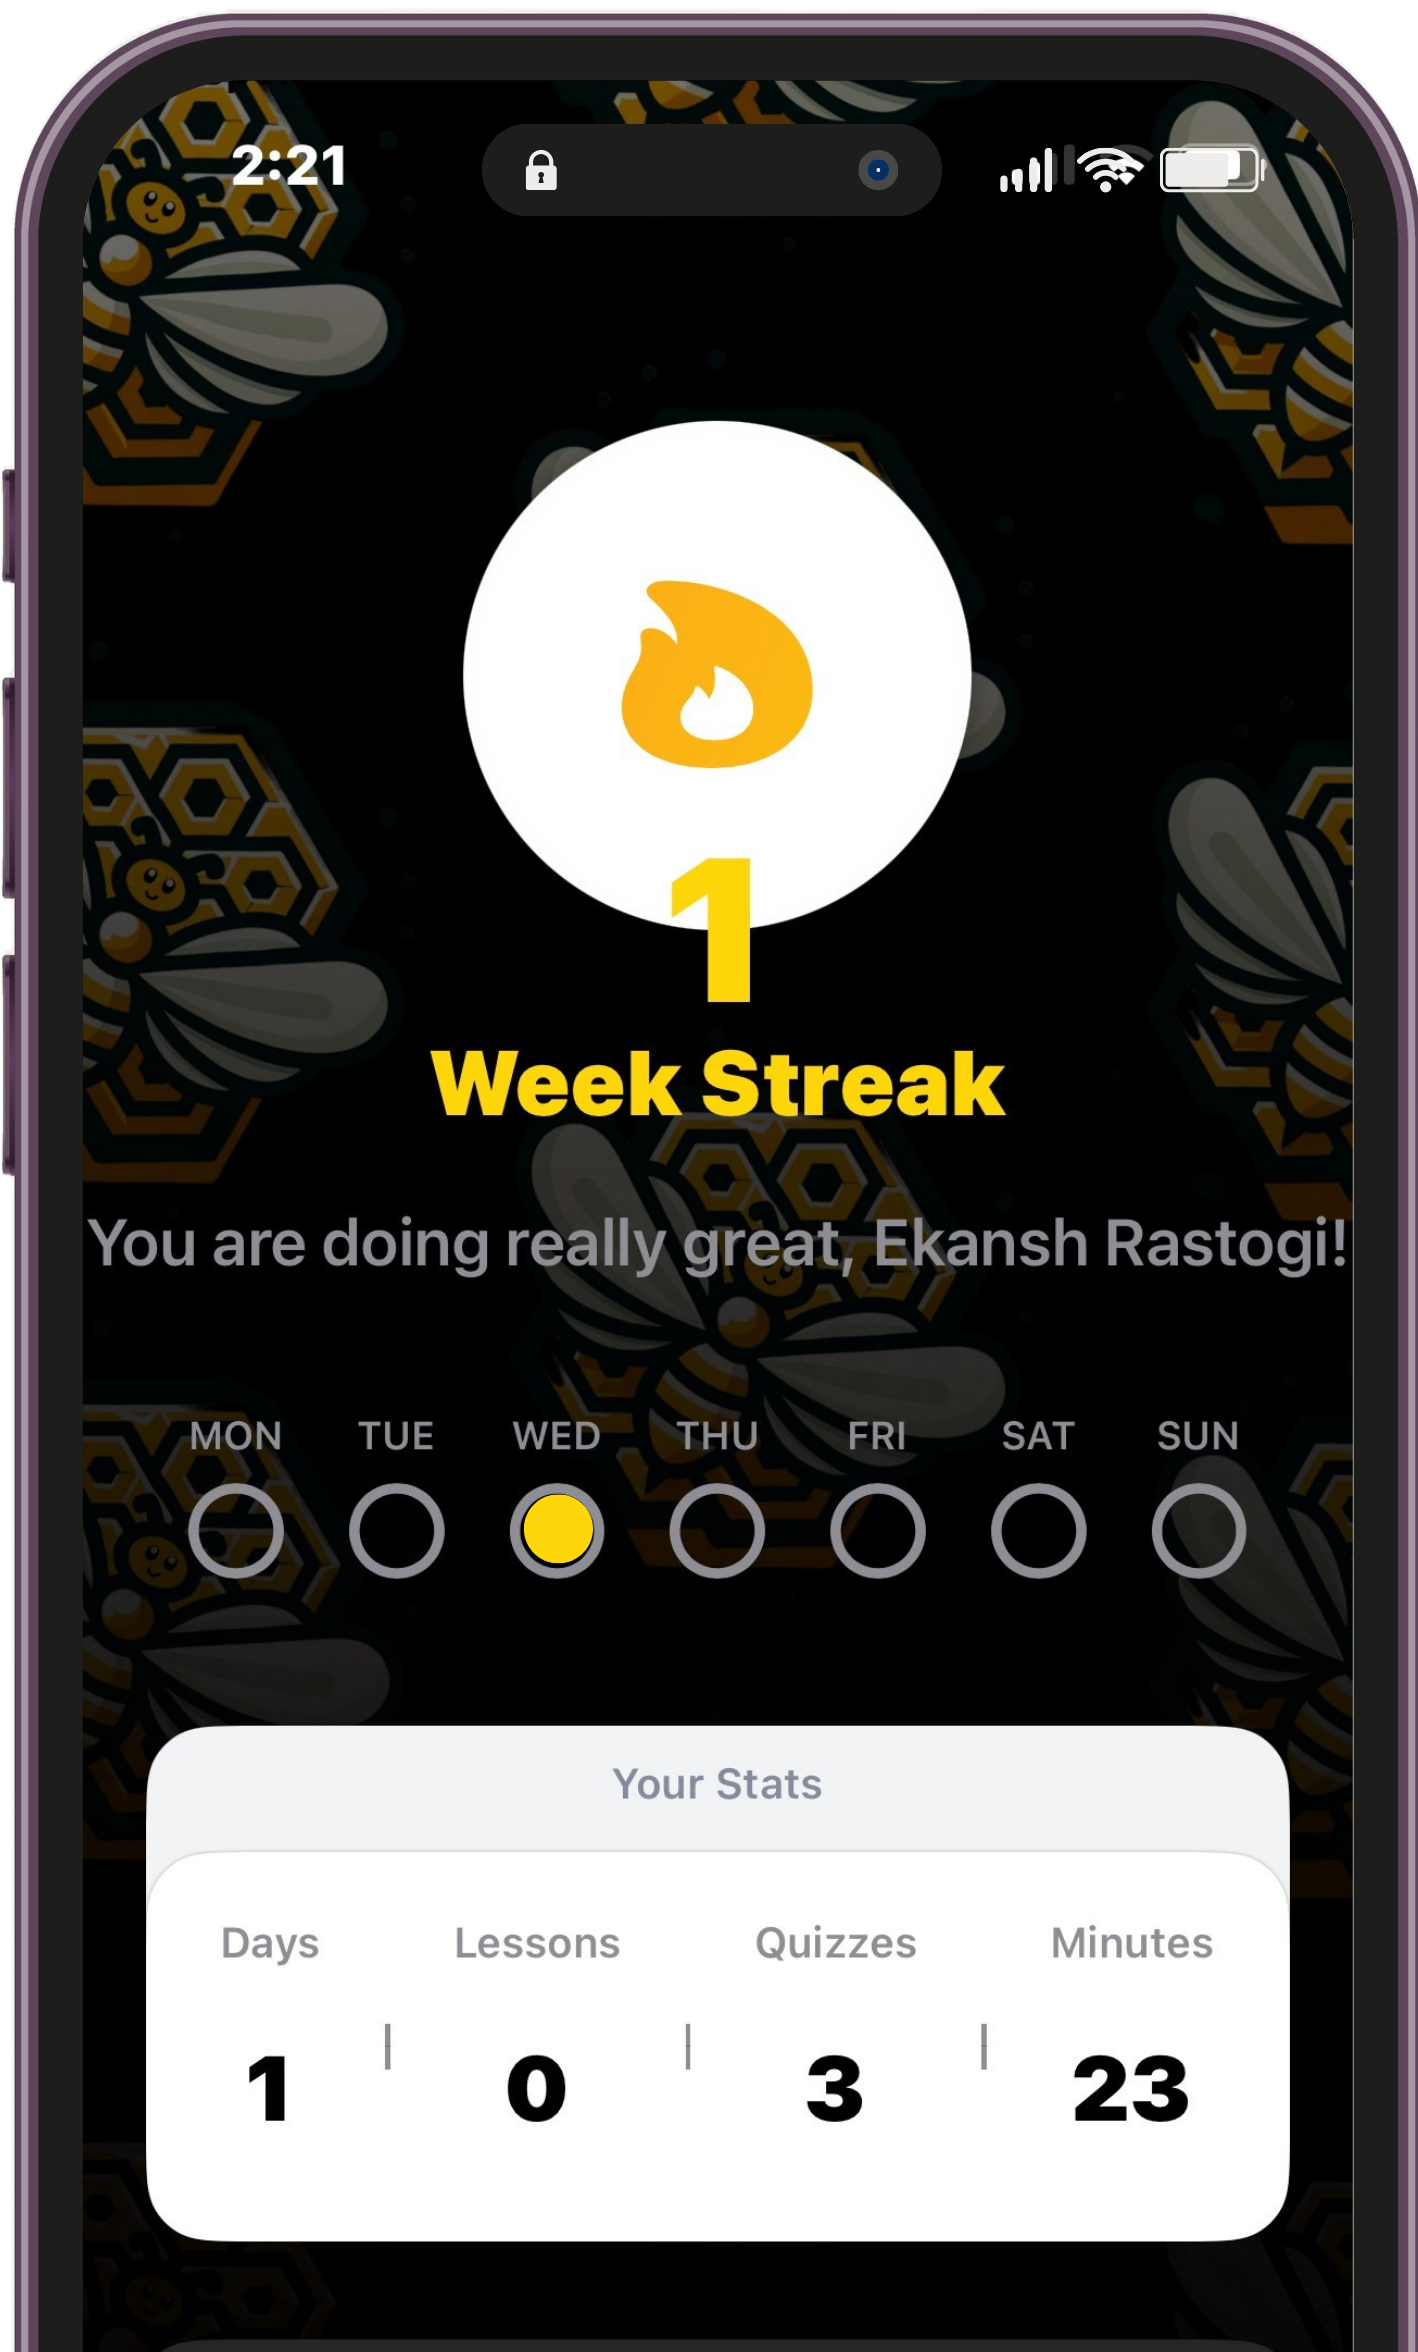 2:21
1
Week Streak
You are doing really great, Ekansh Rastogi!
MON TUE WED THU FRI SAT SUN
Your Stats
Days Lessons Quizzes Minutes
1 0 3 23